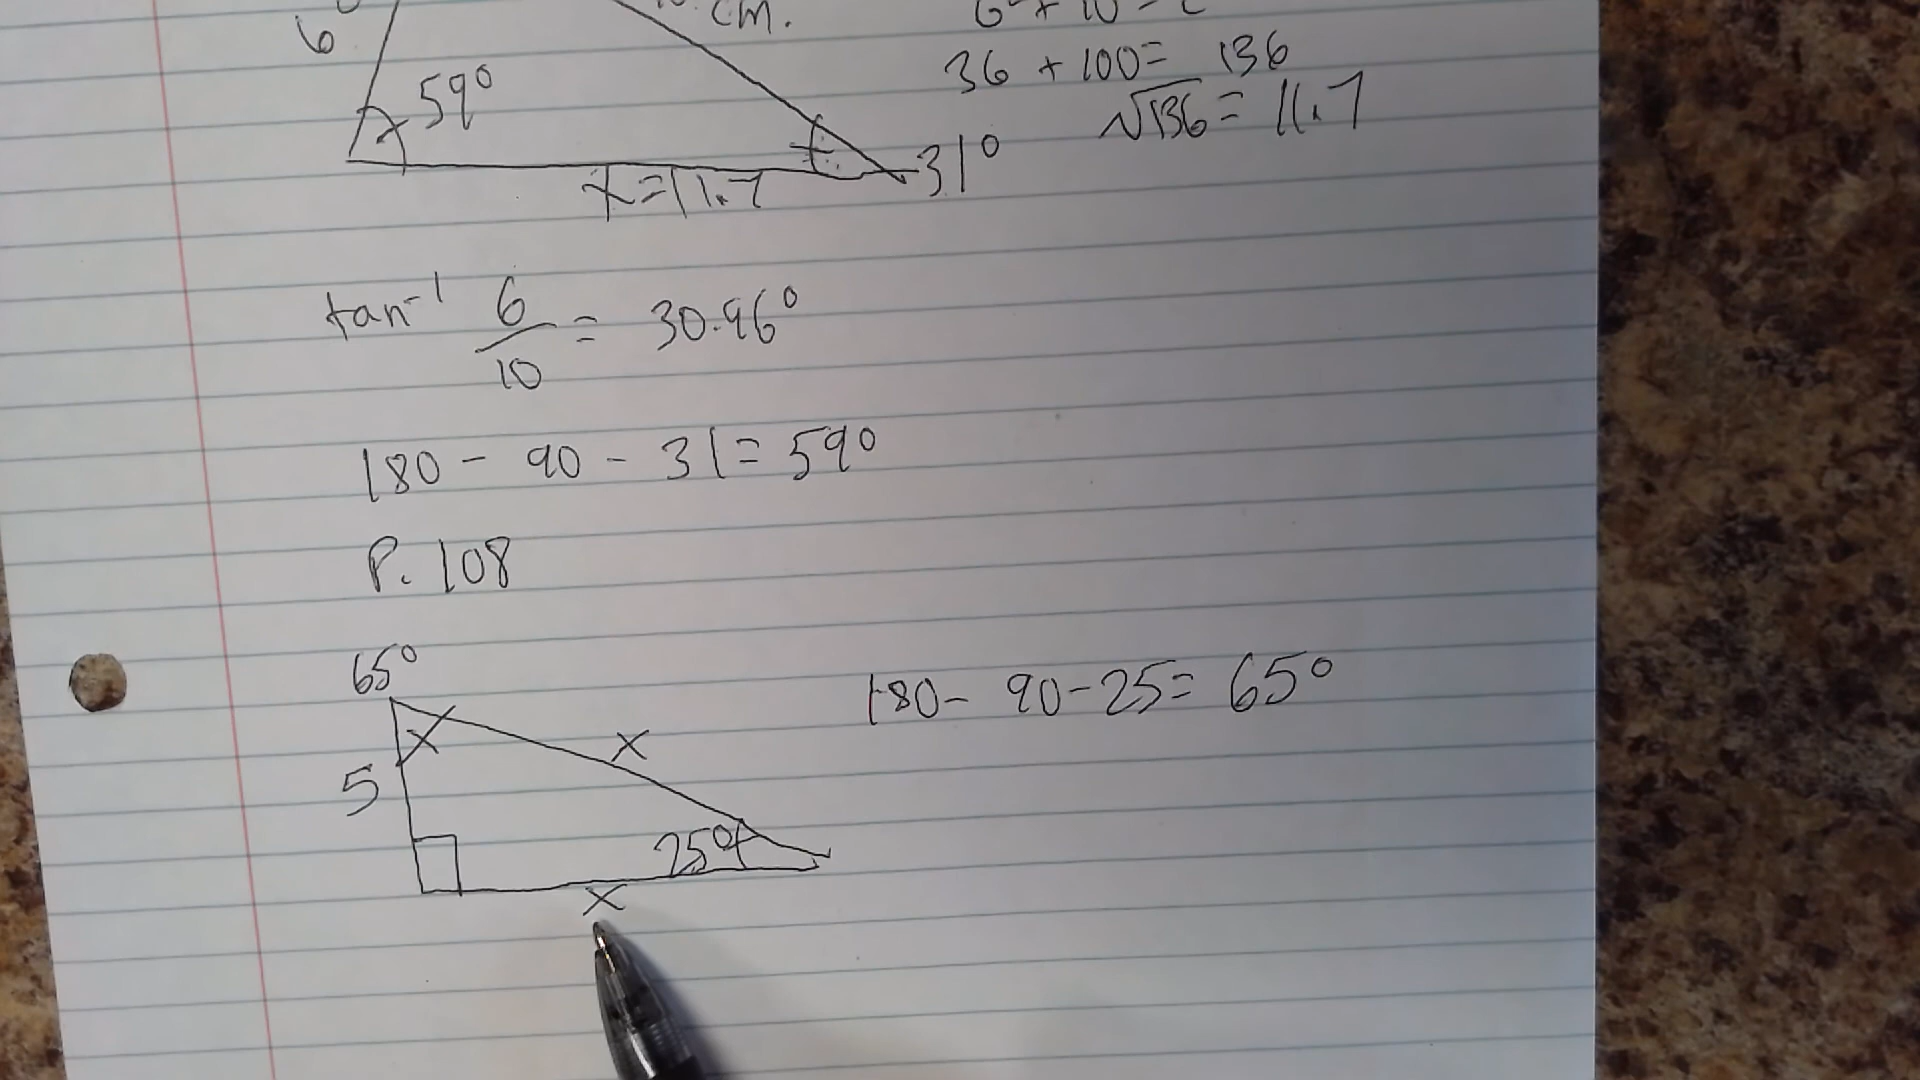 6
cm.
36 + 100 = 136
√136 = 11.7
59°
31°
x = 11.7
tan⁻¹ 6/10 = 30.96°
180 - 90 - 31 = 59°
P. 108
65°
180 - 90 - 25 = 65°
x
x
5
25°
x